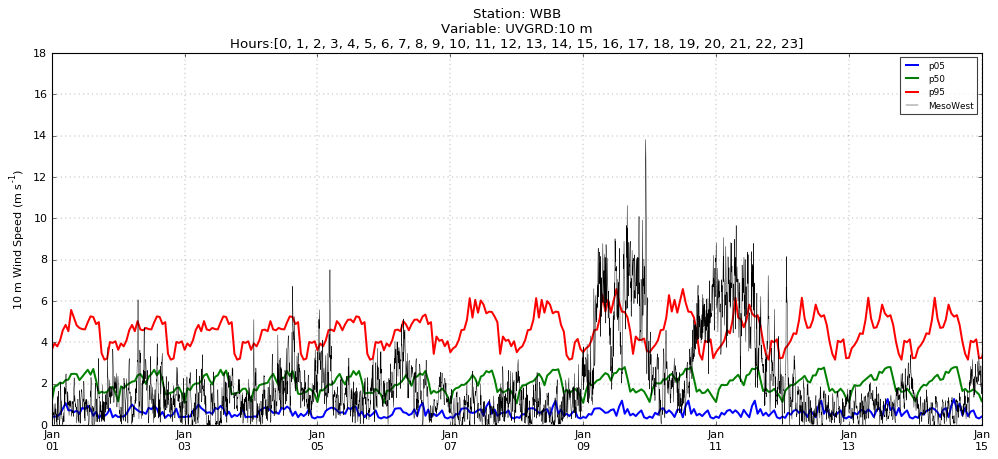 Station: WBB
Variable: UVGRD:10 m
Hours:[0, 1, 2, 3, 4, 5, 6, 7, 8, 9, 10, 11, 12, 13, 14, 15, 16, 17, 18, 19, 20, 21, 22, 23]
10 m Wind Speed (m s⁻¹)
18
16
14
12
10
8
6
4
2
0
p05
p50
p95
MesoWest
Jan Jan Jan Jan Jan Jan Jan Jan
01 03 05 07 09 11 13 15